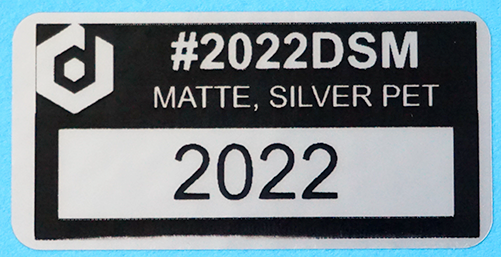 #2022DSM
MATTE, SILVER PET
2022